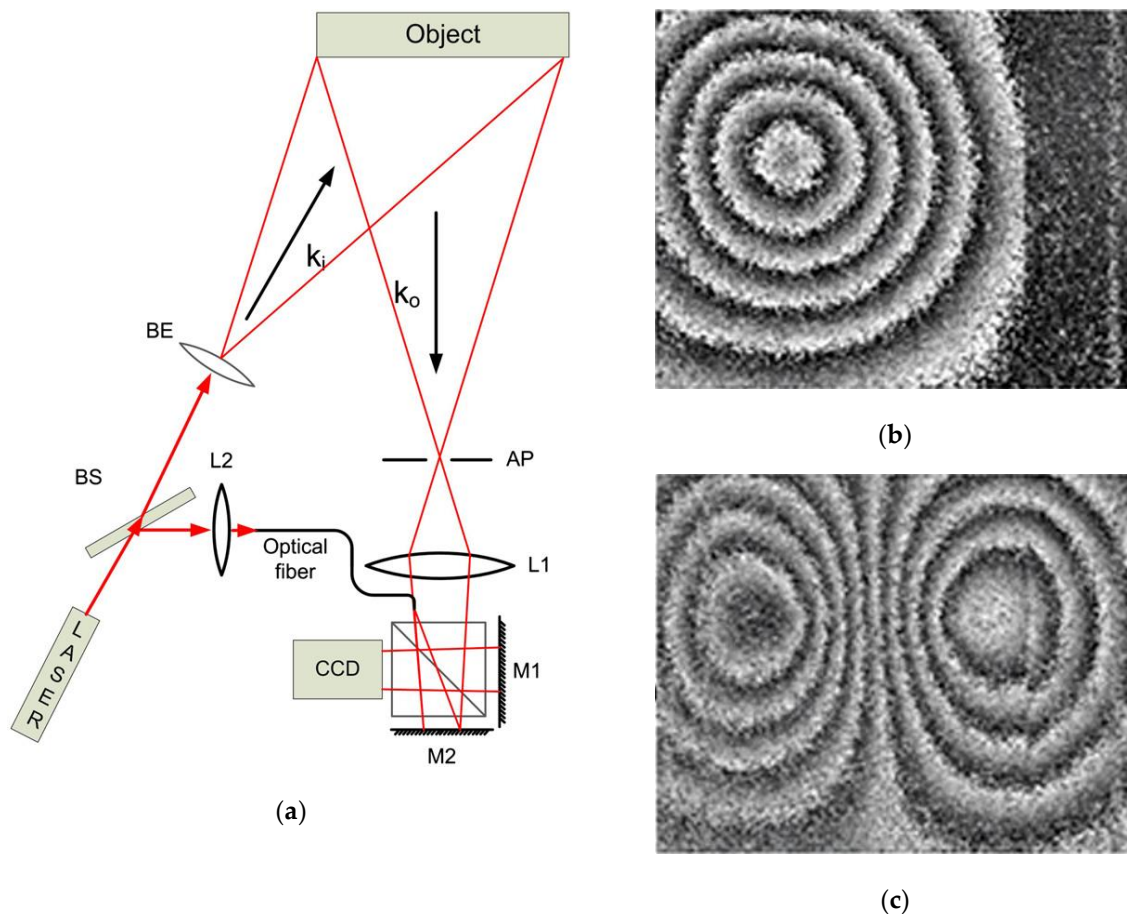 Object
k_i
k_o
BE
BS
L2
AP
Optical
fiber
L1
LASER
CCD
M1
M2
(a)
(b)
(c)